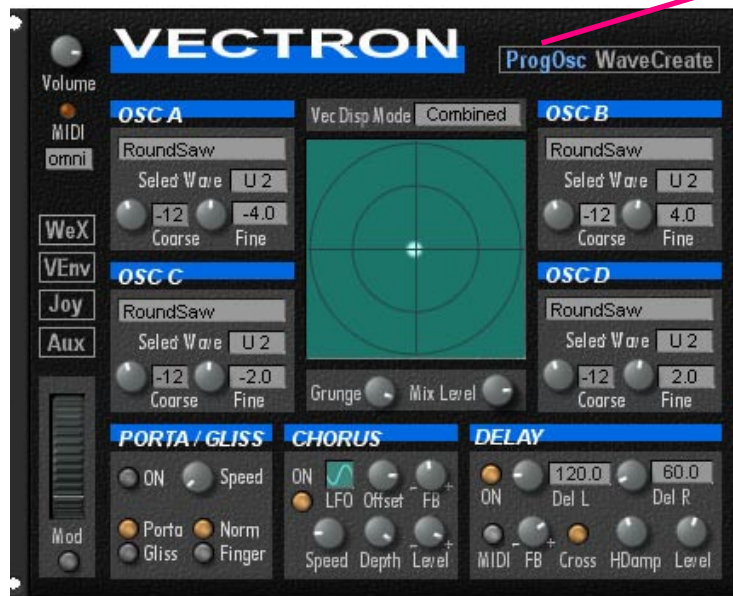 VECTRON
ProgOsc WaveCreate
Volume
MIDI
omni
WeX
VEnv
Joy
Aux
Mod
OSC A
RoundSaw
Select Wave U 2
-12 -4.0
Coarse Fine
Vec Disp Mode Combined
OSC B
RoundSaw
Select Wave U 2
-12 4.0
Coarse Fine
OSC C
RoundSaw
Select Wave U 2
-12 -2.0
Coarse Fine
Grunge Mix Level
OSC D
RoundSaw
Select Wave U 2
-12 2.0
Coarse Fine
PORTA / GLISS
ON Speed
Porta Norm
Gliss Finger
CHORUS
ON LFO Offset - FB +
Speed Depth - Level +
DELAY
ON 120.0 60.0
Del L Del R
MIDI - FB + Cross HDamp Level